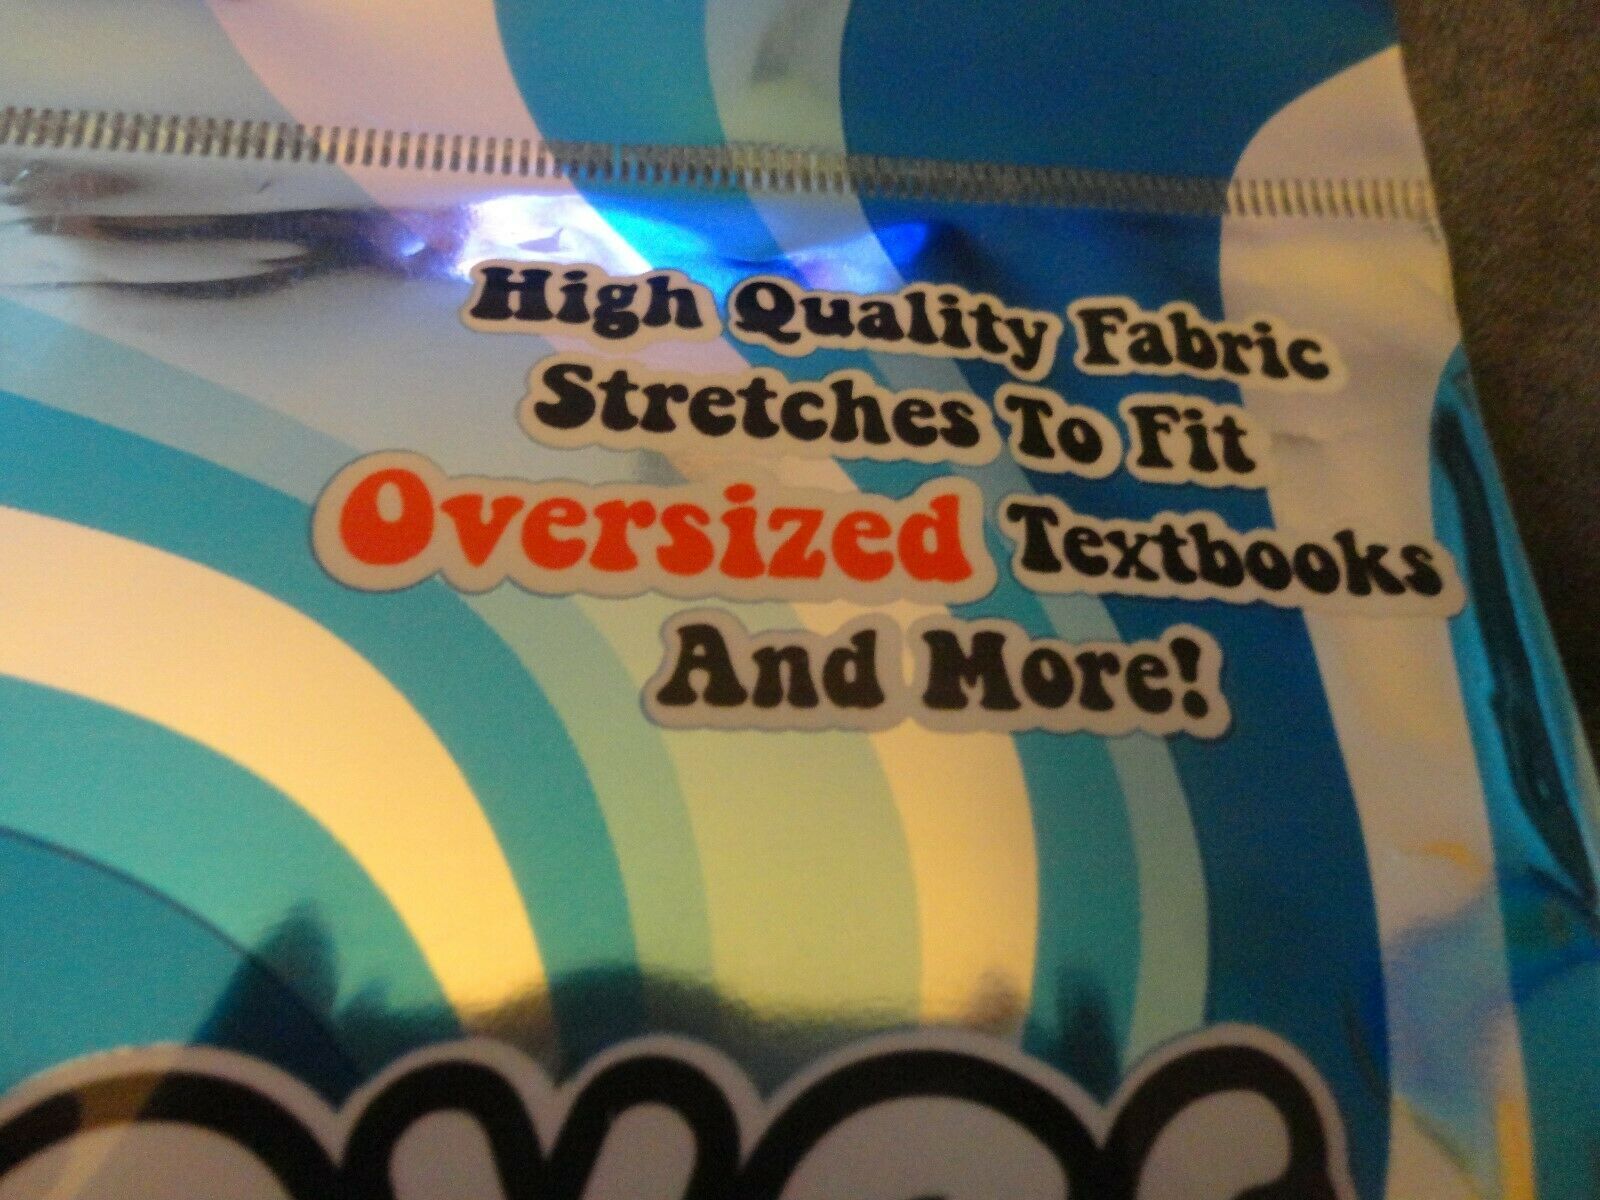 High Quality Fabric
Stretches To Fit
Oversized Textbooks
And More!